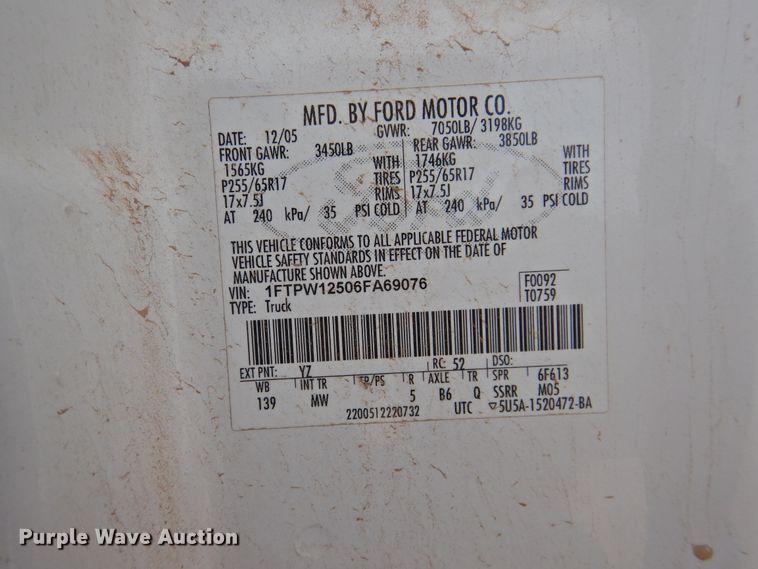 MFD. BY FORD MOTOR CO.
DATE: 12/05 GVWR: 7050LB/ 3198KG
FRONT GAWR: 3450LB REAR GAWR: 3850LB
1565KG WITH 1746KG WITH
P255/65R17 TIRES P255/65R17 TIRES
17x7.5J RIMS 17x7.5J RIMS
AT 240 kPa/ 35 PSI COLD AT 240 kPa/ 35 PSI COLD
THIS VEHICLE CONFORMS TO ALL APPLICABLE FEDERAL MOTOR
VEHICLE SAFETY STANDARDS IN EFFECT ON THE DATE OF
MANUFACTURE SHOWN ABOVE.
VIN: 1FTPW12506FA69076 F0092
TYPE: Truck T0759
EXT PNT: YZ RC: 52 DSO:
WB INT TR TP/PS R AXLE TR SPR 6F613
139 MW 5 B6 Q SSRR M05
2200512220732 UTC ▽5U5A-1520472-BA
Ford
Purple Wave Auction